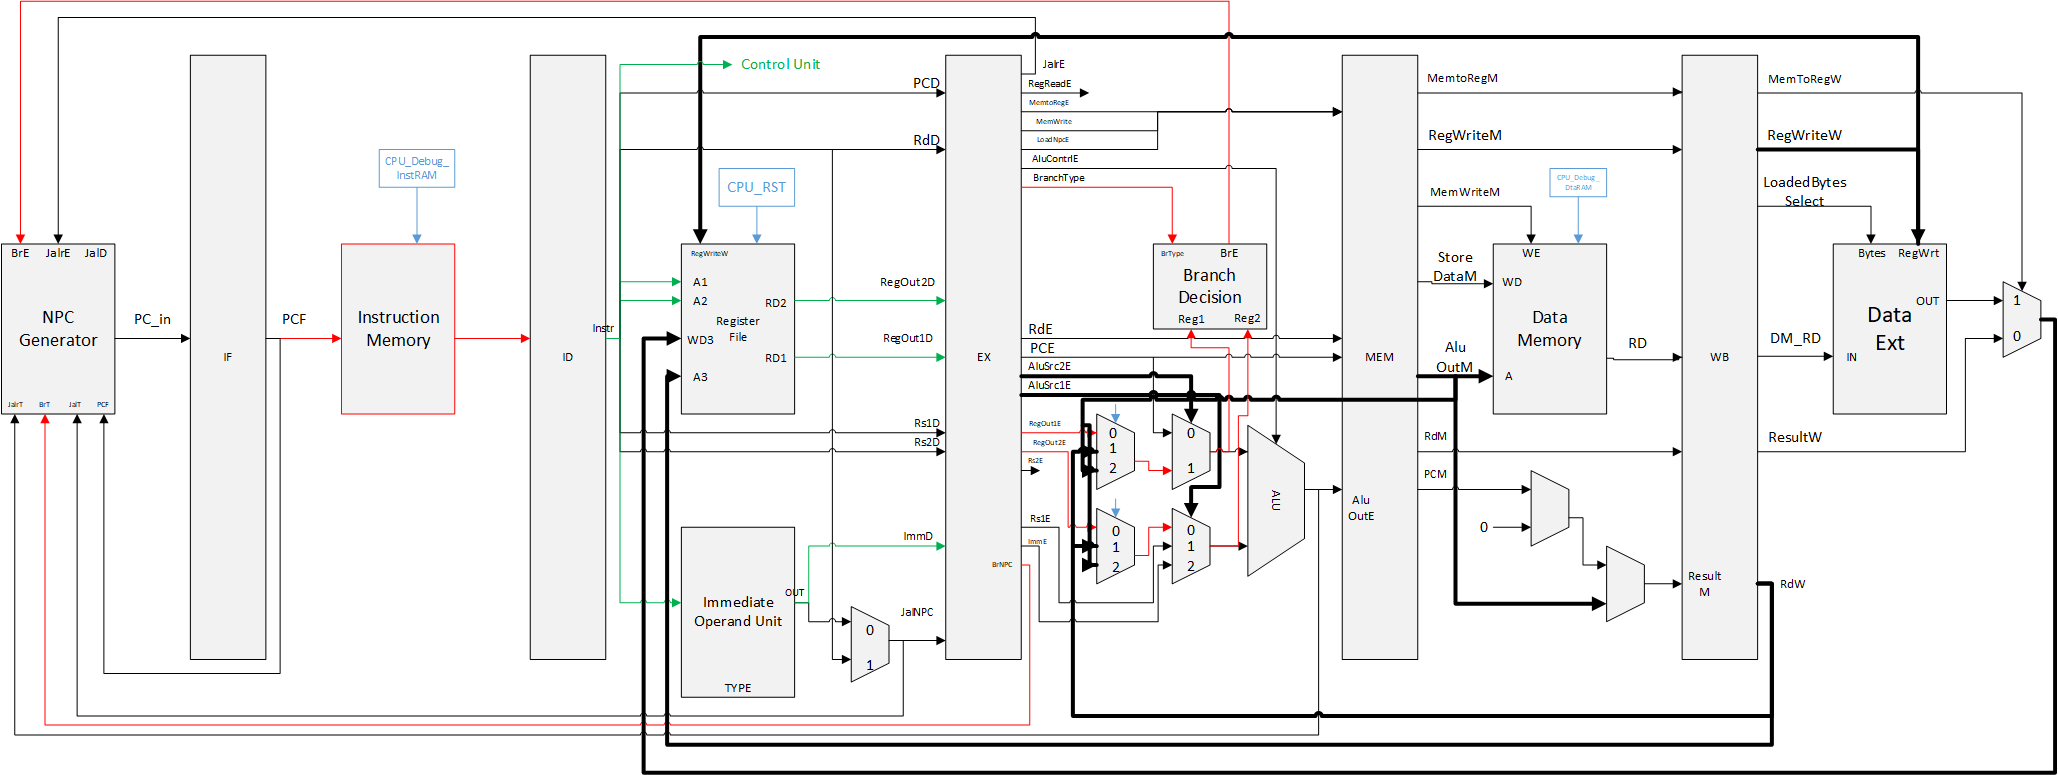 BrE JalrE JalD
NPC
Generator
JalrT BrT JalT PCF
PC_in
IF
PCF
CPU_Debug_
InstRAM
Instruction
Memory
ID
Instr
Control Unit
PCD
RdD
CPU_RST
RegWriteW
A1
A2
WD3
A3
RD2
Register
File
RD1
RegOut2D
RegOut1D
Rs1D
Rs2D
ImmD
OUT
Immediate
Operand Unit
TYPE
0
1
JalNPC
EX
BrNPC
JalrE
RegReadE
MemtoRegE
MemWrite
LoadNpcE
AluContrlE
BranchType
RdE
PCE
AluSrc2E
AluSrc1E
RegOut1E
RegOut2E
Rs2E
Rs1E
ImmE
BrType
BrE
Branch
Decision
Reg1
Reg2
0
1
2
0
1
0
1
2
0
1
2
ALU
MEM
Alu
OutE
MemtoRegM
RegWriteM
MemWriteM
Store
DataM
Alu
OutM
RdM
PCM
0
CPU_Debug_
DtaRAM
WE
WD
Data
Memory
A
RD
WB
Result
M
MemToRegW
RegWriteW
LoadedBytes
Select
DM_RD
ResultW
RdW
Bytes RegWrt
OUT
Data
Ext
IN
1
0